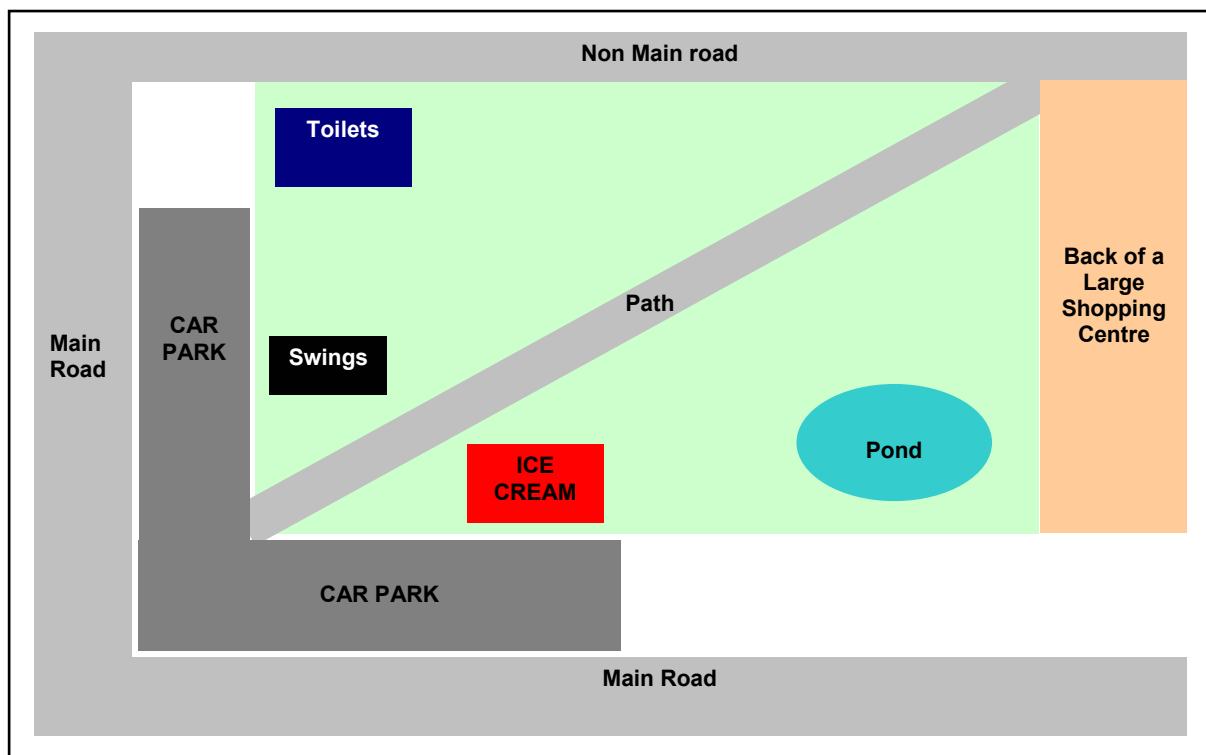 Non Main road
Toilets
Back of a
Large
Shopping
Centre
Path
CAR
PARK
Main
Road
Swings
Pond
ICE
CREAM
CAR PARK
Main Road